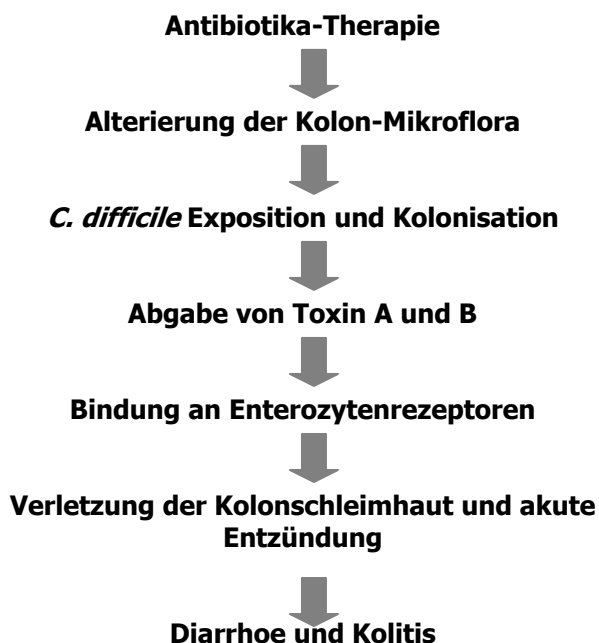 Antibiotika-Therapie
Alterierung der Kolon-Mikroflora
C. difficile Exposition und Kolonisation
Abgabe von Toxin A und B
Bindung an Enterozytenrezeptoren
Verletzung der Kolonschleimhaut und akute
Entzündung
Diarrhoe und Kolitis